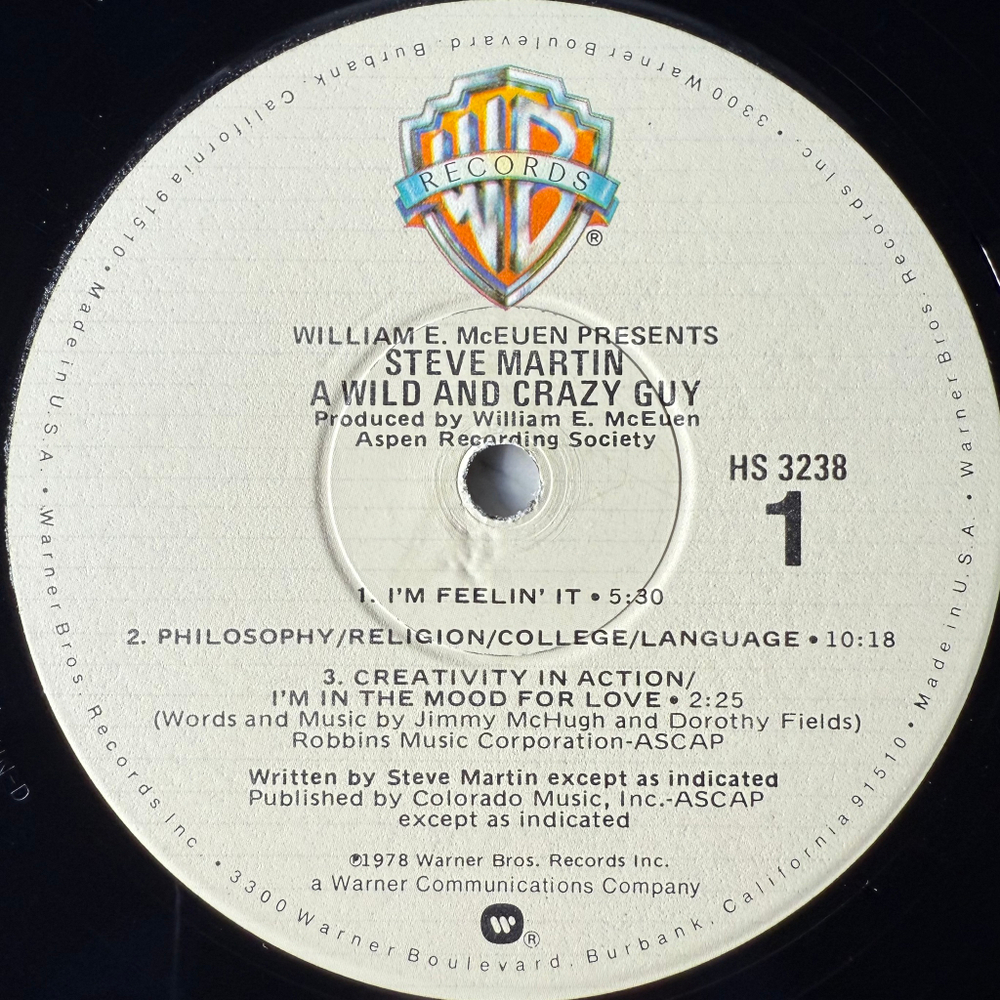 WB
RECORDS
®
WILLIAM E. McEUEN PRESENTS
STEVE MARTIN
A WILD AND CRAZY GUY
Produced by William E. McEuen
Aspen Recording Society
HS 3238
1
1. I'M FEELIN' IT • 5:30
2. PHILOSOPHY/RELIGION/COLLEGE/LANGUAGE • 10:18
3. CREATIVITY IN ACTION/
I'M IN THE MOOD FOR LOVE • 2:25
(Words and Music by Jimmy McHugh and Dorothy Fields)
Robbins Music Corporation-ASCAP
Written by Steve Martin except as indicated
Published by Colorado Music, Inc.-ASCAP
except as indicated
℗1978 Warner Bros. Records Inc.
a Warner Communications Company
®
Warner Bros. Records Inc. • 3300 Warner Boulevard, Burbank, California 91510 • Made in U.S.A. • Warner Bros. Records Inc. • 3300 Warner Boulevard, Burbank, California 91510 • Made in U.S.A. •